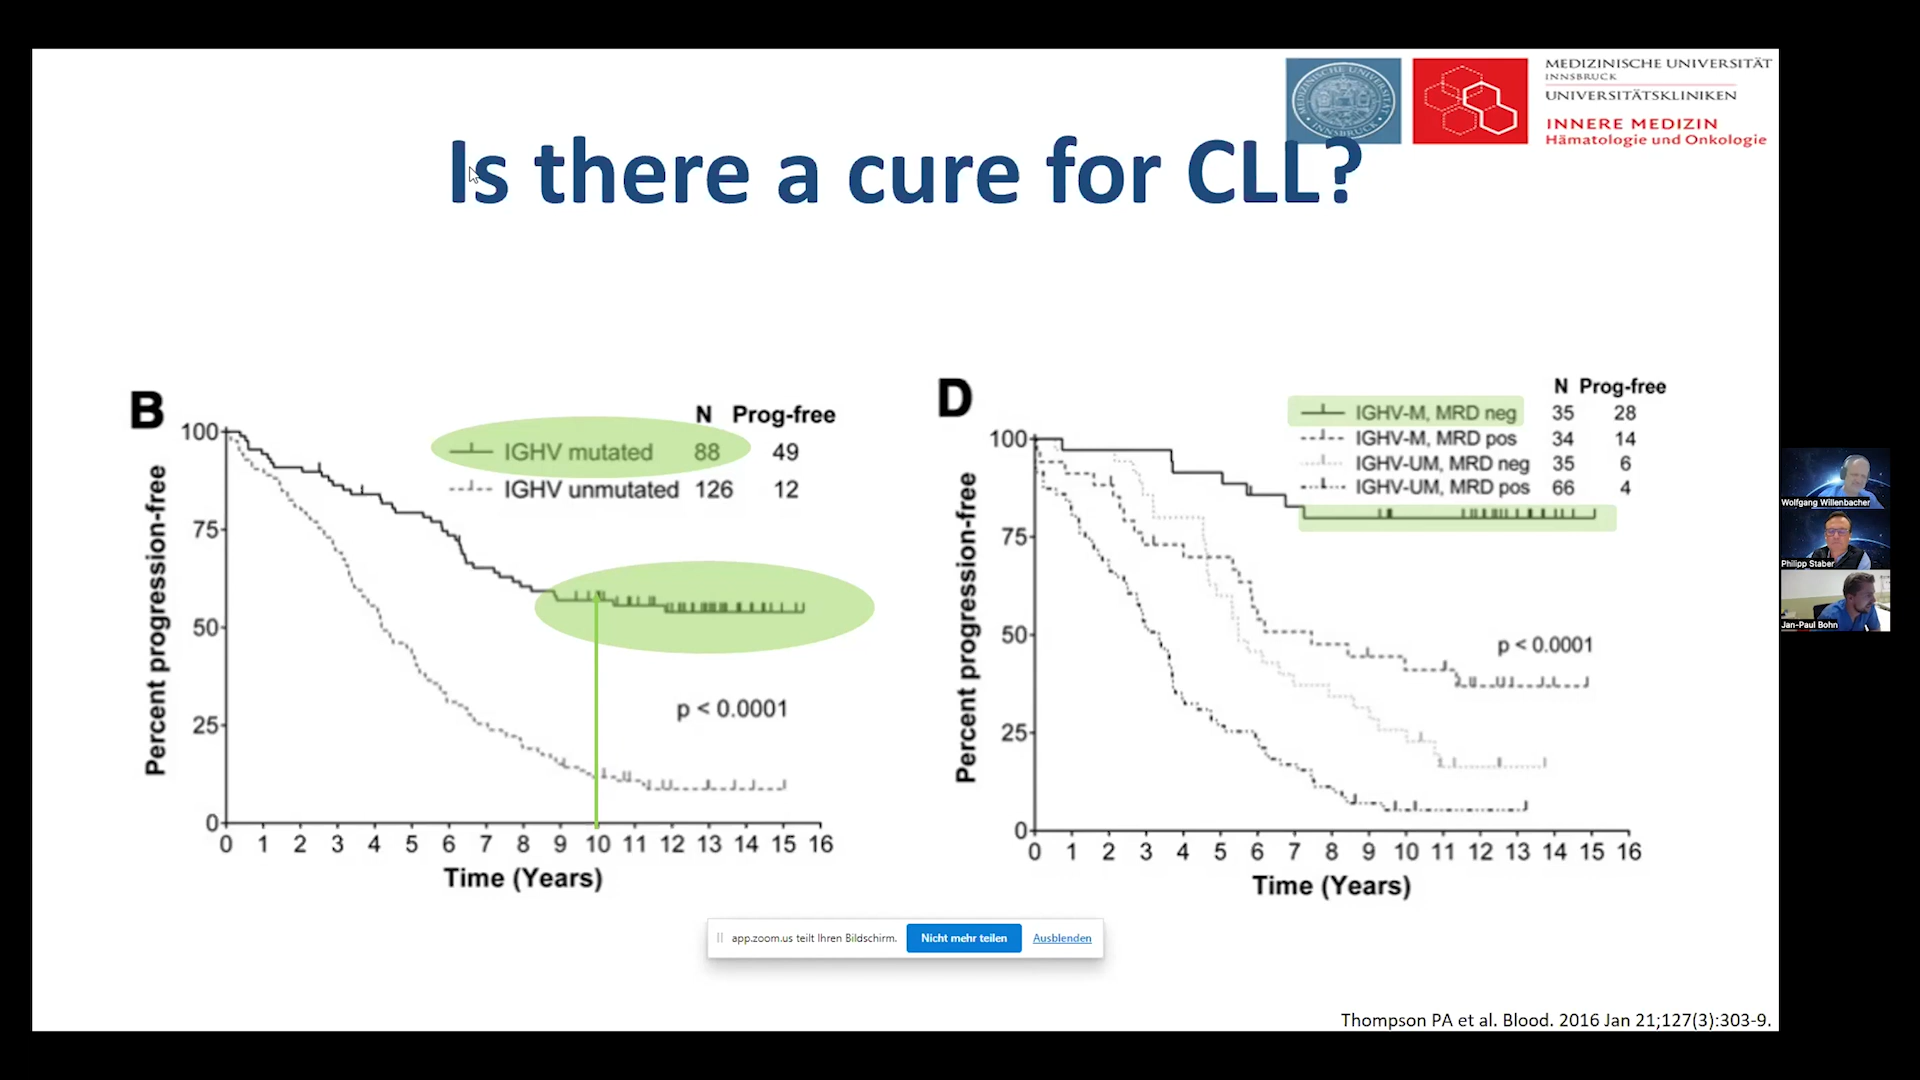 MEDIZINISCHE UNIVERSITÄT
INNSBRUCK
UNIVERSITÄTSKLINIKEN
INNERE MEDIZIN
Hämatologie und Onkologie
Is there a cure for CLL?
B
N Prog-free
IGHV mutated 88 49
IGHV unmutated 126 12
100
75
50
25
0
Percent progression-free
p < 0.0001
0 1 2 3 4 5 6 7 8 9 10 11 12 13 14 15 16
Time (Years)
D
N Prog-free
IGHV-M, MRD neg 35 28
IGHV-M, MRD pos 34 14
IGHV-UM, MRD neg 35 6
IGHV-UM, MRD pos 66 4
100
75
50
25
0
Percent progression-free
p < 0.0001
0 1 2 3 4 5 6 7 8 9 10 11 12 13 14 15 16
Time (Years)
Wolfgang Willenbacher
Philipp Staber
Jan-Paul Bohn
app.zoom.us teilt Ihren Bildschirm. Nicht mehr teilen Ausblenden
Thompson PA et al. Blood. 2016 Jan 21;127(3):303-9.